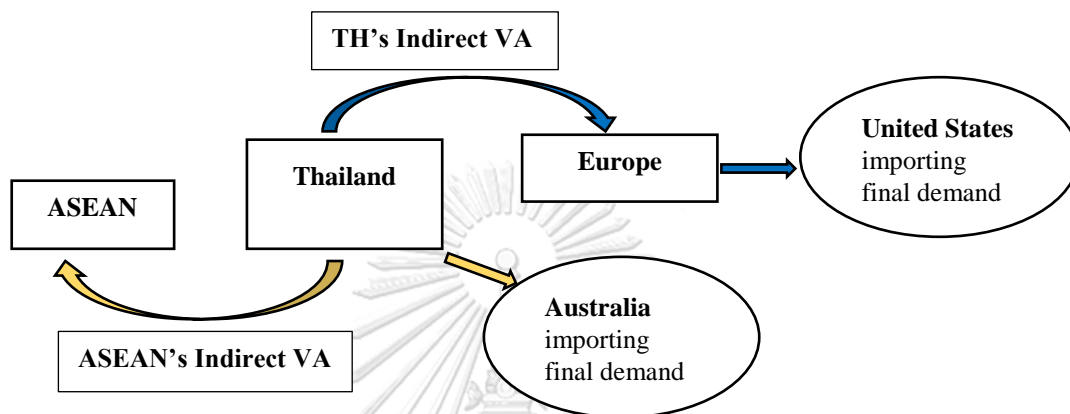 TH's Indirect VA
United States
importing
final demand
Europe
Thailand
ASEAN
Australia
importing
final demand
ASEAN's Indirect VA